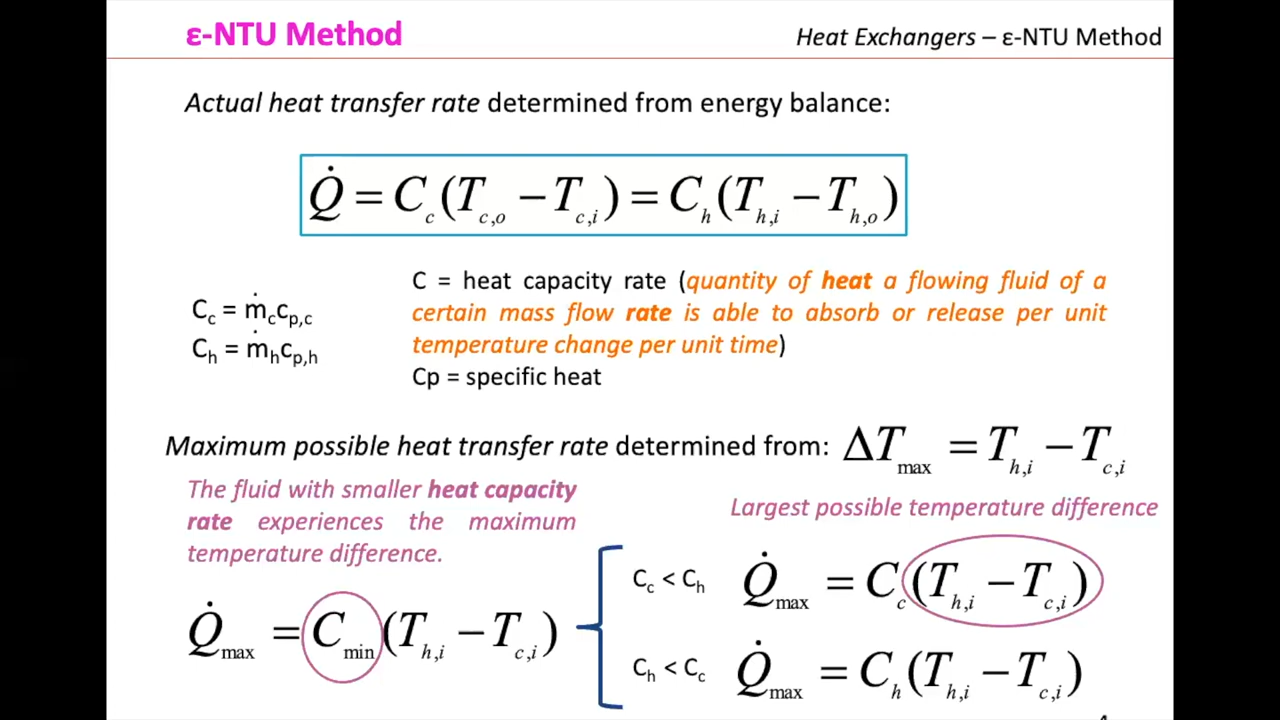 ε-NTU Method
Heat Exchangers – ε-NTU Method
Actual heat transfer rate determined from energy balance:
Q̇ = C_c(T_c,o − T_c,i) = C_h(T_h,i − T_h,o)
C_c = ṁ_c c_p,c
C_h = ṁ_h c_p,h
C = heat capacity rate (quantity of heat a flowing fluid of a
certain mass flow rate is able to absorb or release per unit
temperature change per unit time)
Cp = specific heat
Maximum possible heat transfer rate determined from: ΔT_max = T_h,i − T_c,i
The fluid with smaller heat capacity
rate experiences the maximum
temperature difference.
Largest possible temperature difference
Q̇_max = C_min(T_h,i − T_c,i)
C_c < C_h Q̇_max = C_c(T_h,i − T_c,i)
C_h < C_c Q̇_max = C_h(T_h,i − T_c,i)